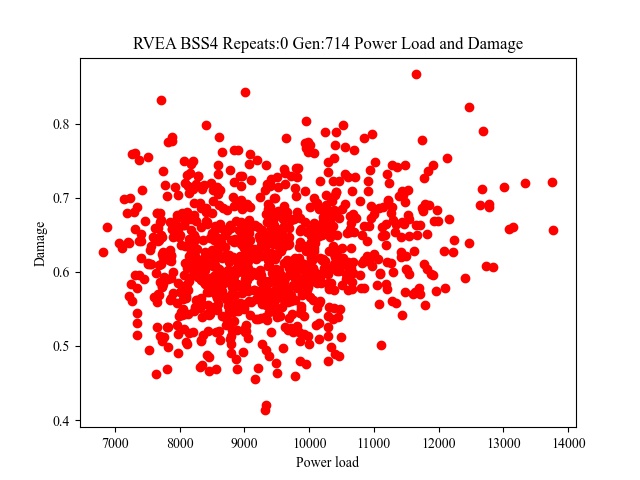 RVEA BSS4 Repeats:0 Gen:714 Power Load and Damage
Damage
0.8
0.7
0.6
0.5
0.4
7000 8000 9000 10000 11000 12000 13000 14000
Power load